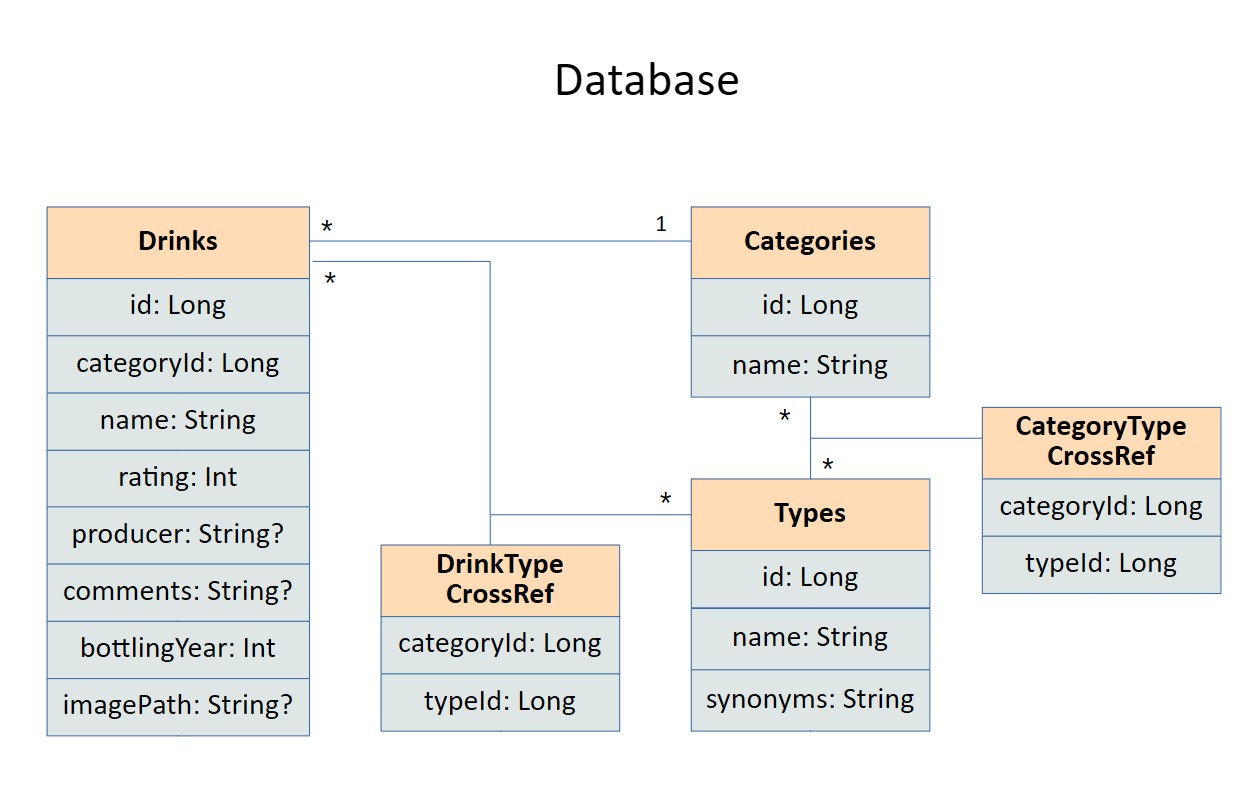 Database
Drinks
id: Long
categoryId: Long
name: String
rating: Int
producer: String?
comments: String?
bottlingYear: Int
imagePath: String?
*
1
*
Categories
id: Long
name: String
*
*
*
CategoryType
CrossRef
categoryId: Long
typeId: Long
DrinkType
CrossRef
categoryId: Long
typeId: Long
Types
id: Long
name: String
synonyms: String